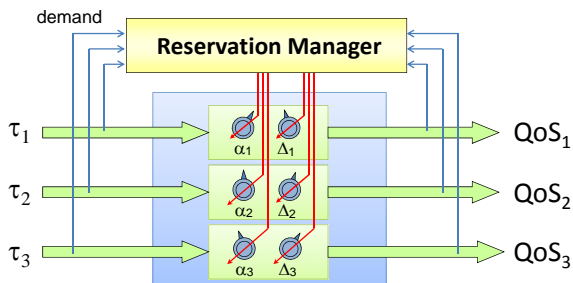 demand
Reservation Manager
τ1 α1 Δ1 QoS1
τ2 α2 Δ2 QoS2
τ3 α3 Δ3 QoS3